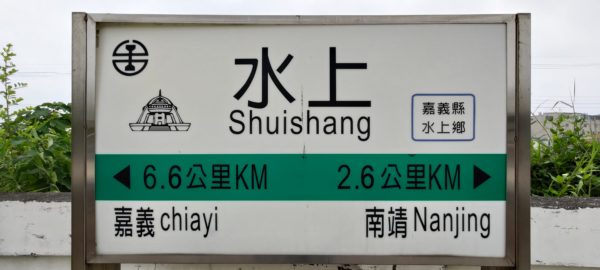 水上
Shuishang
嘉義縣
水上鄉
◀ 6.6公里KM 2.6公里KM ▶
嘉義 chiayi 南靖 Nanjing